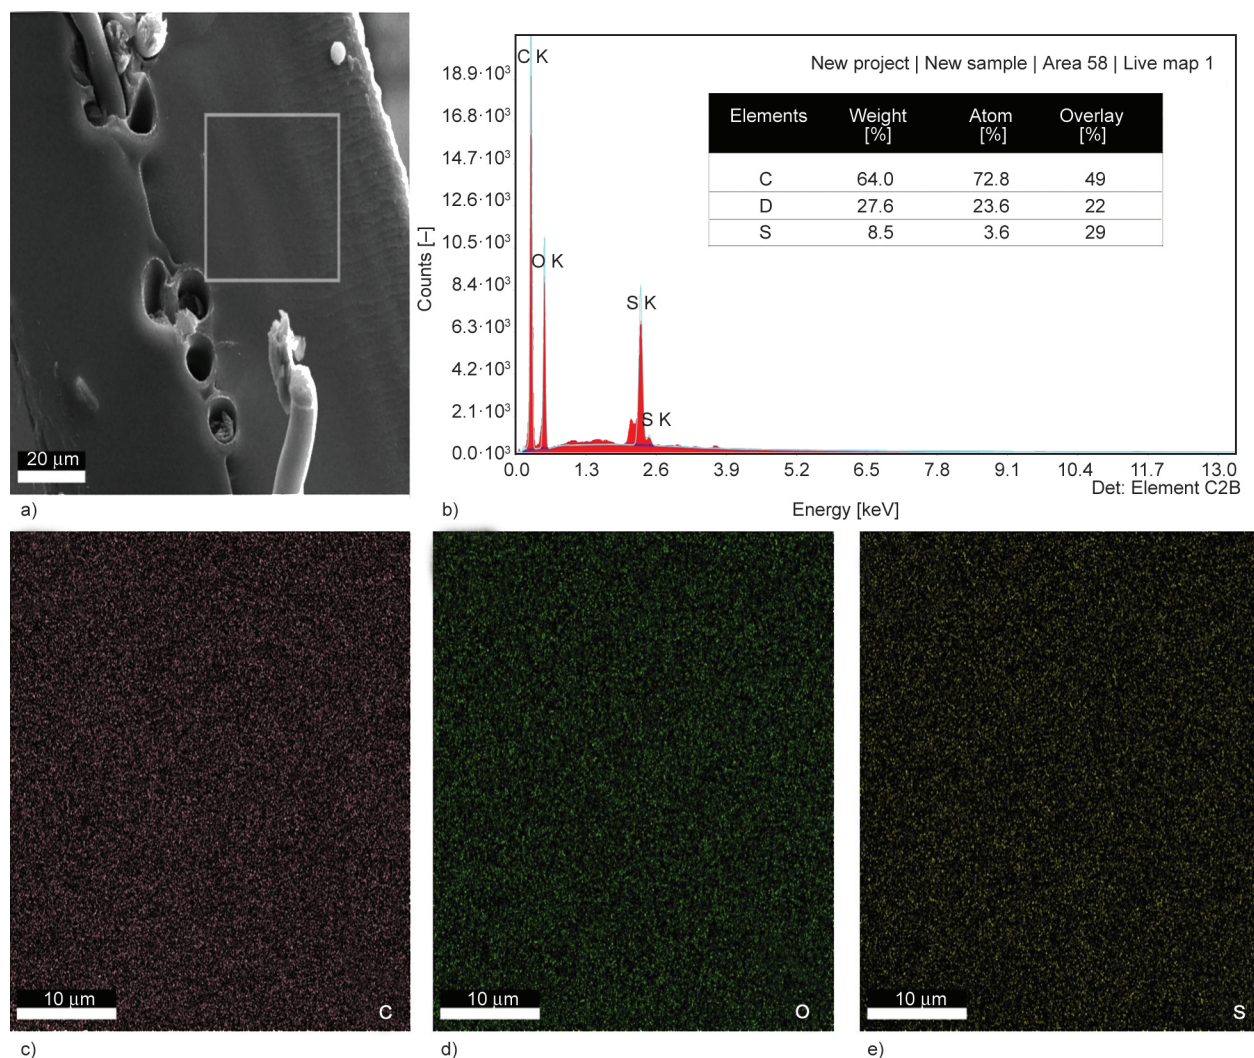 20 μm
a)
New project | New sample | Area 58 | Live map 1
Elements Weight [%] Atom [%] Overlay [%]
C 64.0 72.8 49
D 27.6 23.6 22
S 8.5 3.6 29
C K
O K
S K
S K
Counts [–]
18.9·10³
16.8·10³
14.7·10³
12.6·10³
10.5·10³
8.4·10³
6.3·10³
4.2·10³
2.1·10³
0.0·10³
0.0 1.3 2.6 3.9 5.2 6.5 7.8 9.1 10.4 11.7 13.0
Det: Element C2B
b)
Energy [keV]
10 μm
C
c)
10 μm
O
d)
10 μm
S
e)